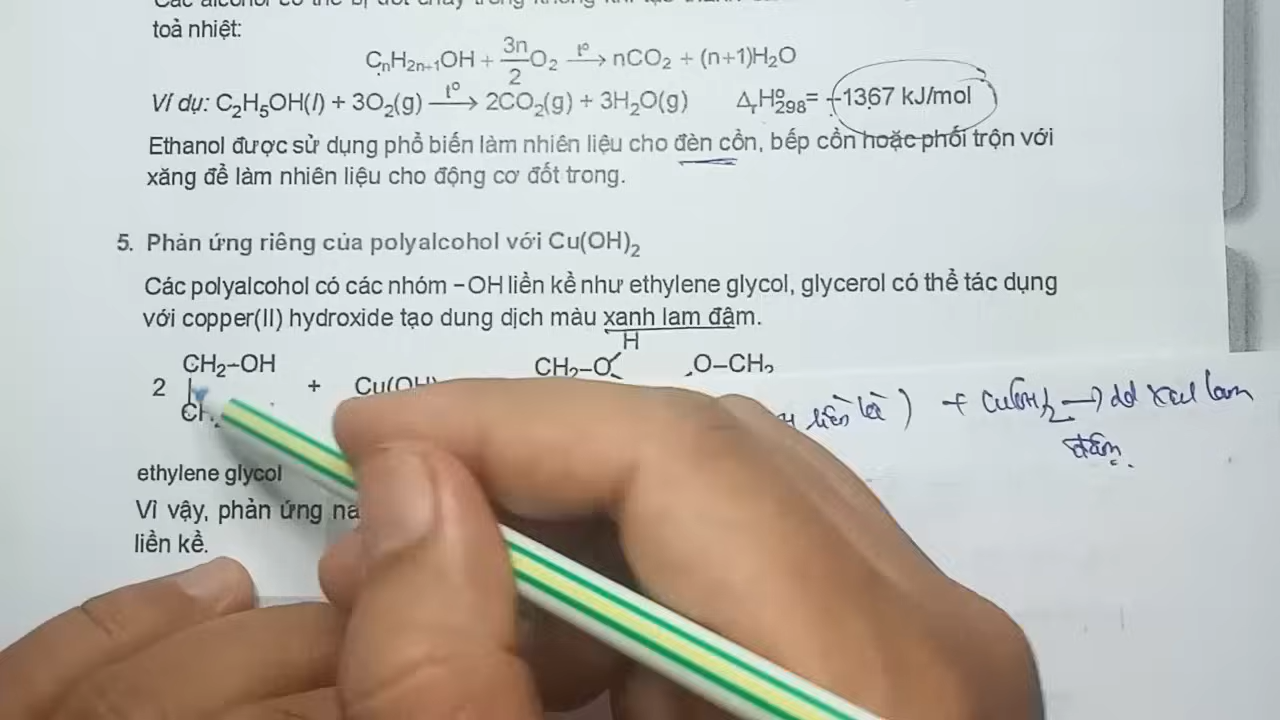 toả nhiệt:
CₙH₂ₙ₊₁OH + 3n/2 O₂ —tº→ nCO₂ + (n+1)H₂O
Ví dụ: C₂H₅OH(l) + 3O₂(g) —tº→ 2CO₂(g) + 3H₂O(g) ΔᵣHº₂₉₈ = –1367 kJ/mol
Ethanol được sử dụng phổ biến làm nhiên liệu cho đèn cồn, bếp cồn hoặc phối trộn với
xăng để làm nhiên liệu cho động cơ đốt trong.
5. Phản ứng riêng của polyalcohol với Cu(OH)₂
Các polyalcohol có các nhóm –OH liền kề như ethylene glycol, glycerol có thể tác dụng
với copper(II) hydroxide tạo dung dịch màu xanh lam đậm.
H
CH₂–OH CH₂–O O–CH₂
2 + Cu(OH)
liền kề) + Cu(OH)₂ → dd xanh lam
đậm.
ethylene glycol
Vì vậy, phản ứng
liền kề.